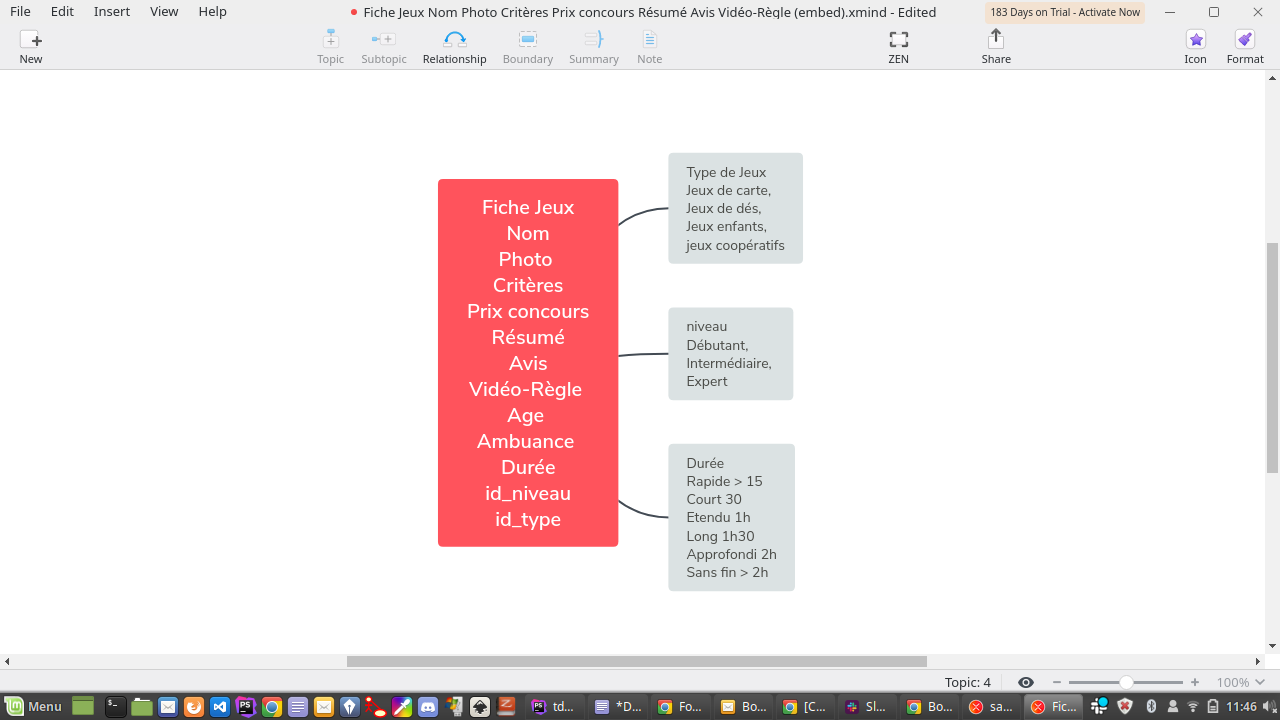 File Edit Insert View Help
Fiche Jeux Nom Photo Critères Prix concours Résumé Avis Vidéo-Règle (embed).xmind - Edited
183 Days on Trial - Activate Now
New
Topic
Subtopic
Relationship
Boundary
Summary
Note
ZEN
Share
Icon
Format
Fiche Jeux
Nom
Photo
Critères
Prix concours
Résumé
Avis
Vidéo-Règle
Age
Ambuance
Durée
id_niveau
id_type
Type de Jeux
Jeux de carte,
Jeux de dés,
Jeux enfants,
jeux coopératifs
niveau
Débutant,
Intermédiaire,
Expert
Durée
Rapide > 15
Court 30
Etendu 1h
Long 1h30
Approfondi 2h
Sans fin > 2h
Topic: 4
100%
Menu
td...
*D...
Fo...
Bo...
[C...
Sl...
Bo...
sa...
Fic...
11:46